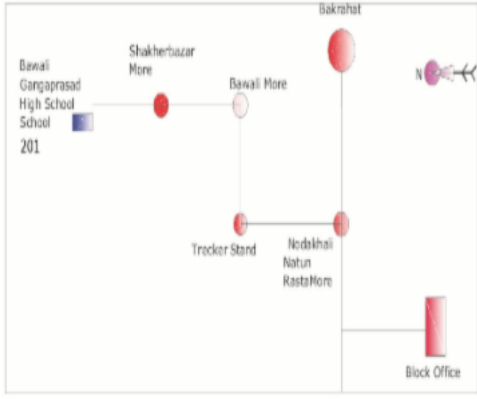 Bakrahat
Shakherbazar
More
Bawali
Gangaprasad
High School
School
201
Bawali More
N
Trecker Stand
Nodakhali
Natun
RastaMore
Block Office